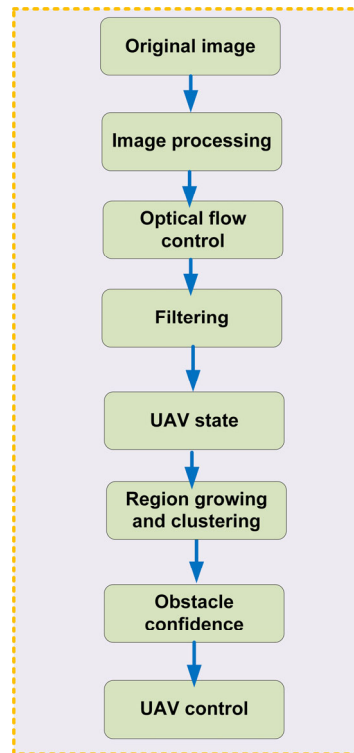 Original image
Image processing
Optical flow
control
Filtering
UAV state
Region growing
and clustering
Obstacle
confidence
UAV control